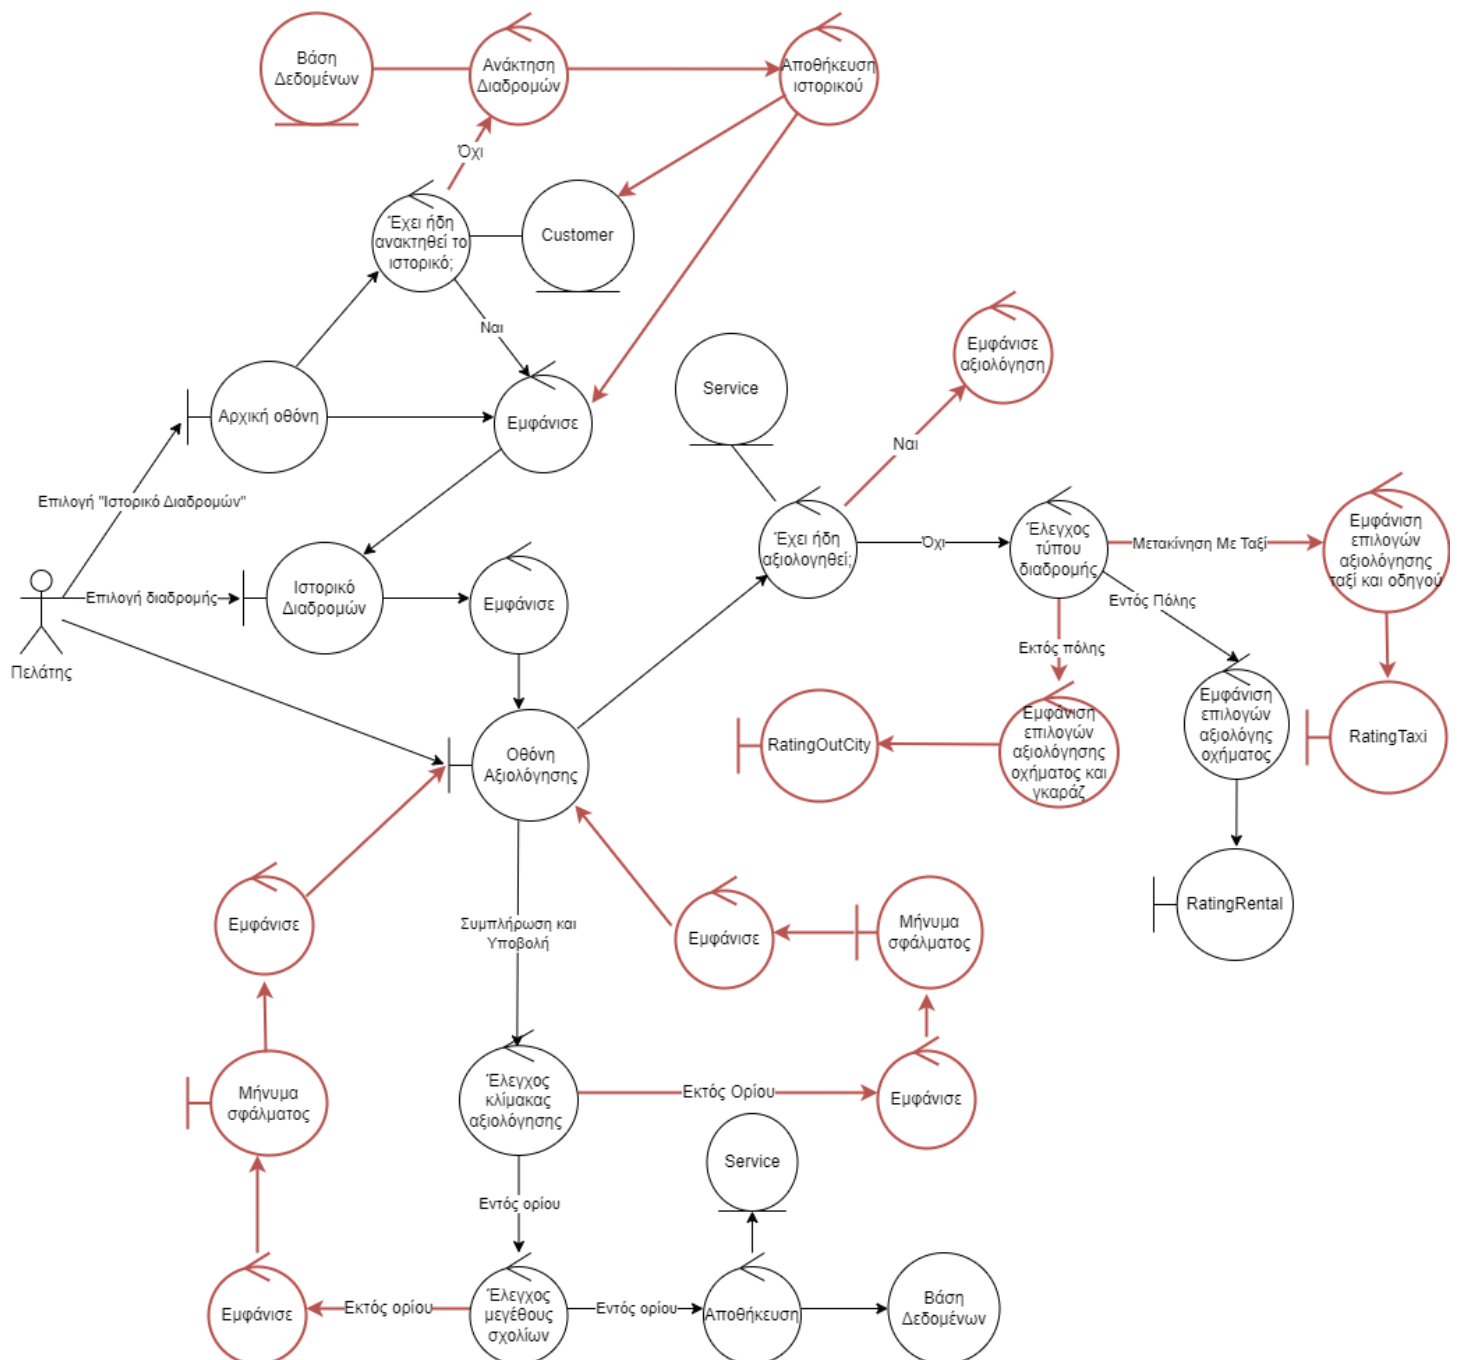 Βάση
Δεδομένων
Ανάκτηση
Διαδρομών
Αποθήκευση
ιστορικού
Όχι
Έχει ήδη
ανακτηθεί το
ιστορικό;
Customer
Ναι
Αρχική οθόνη
Εμφάνισε
Service
Εμφάνισε
αξιολόγηση
Ναι
Επιλογή "Ιστορικό Διαδρομών"
Έχει ήδη
αξιολογηθεί;
Όχι
Έλεγχος
τύπου
διαδρομής
Μετακίνηση Με Ταξί
Εμφάνιση
επιλογών
αξιολόγησης
ταξί και οδηγού
Πελάτης
Επιλογή διαδρομής
Ιστορικό
Διαδρομών
Εμφάνισε
Εντός Πόλης
Εκτός πόλης
RatingOutCity
Εμφάνιση
επιλογών
αξιολόγησης
οχήματος και
γκαράζ
Εμφάνιση
επιλογών
αξιολόγης
οχήματος
RatingTaxi
Οθόνη
Αξιολόγησης
RatingRental
Εμφάνισε
Συμπλήρωση και
Υποβολή
Εμφάνισε
Μήνυμα
σφάλματος
Μήνυμα
σφάλματος
Έλεγχος
κλίμακας
αξιολόγησης
Εκτός Ορίου
Εμφάνισε
Service
Εντός ορίου
Εμφάνισε
Εκτός ορίου
Έλεγχος
μεγέθους
σχολίων
Εντός ορίου
Αποθήκευση
Βάση
Δεδομένων